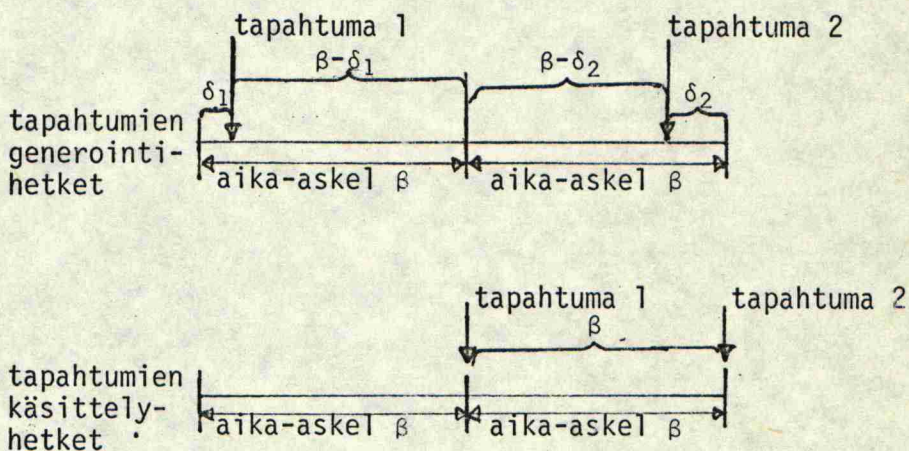 tapahtuma 1
tapahtuma 2
β-δ1
β-δ2
δ1
δ2
tapahtumien
generointi-
hetket
aika-askel β
aika-askel β
tapahtuma 1
tapahtuma 2
β
tapahtumien
käsittely-
hetket
aika-askel β
aika-askel β